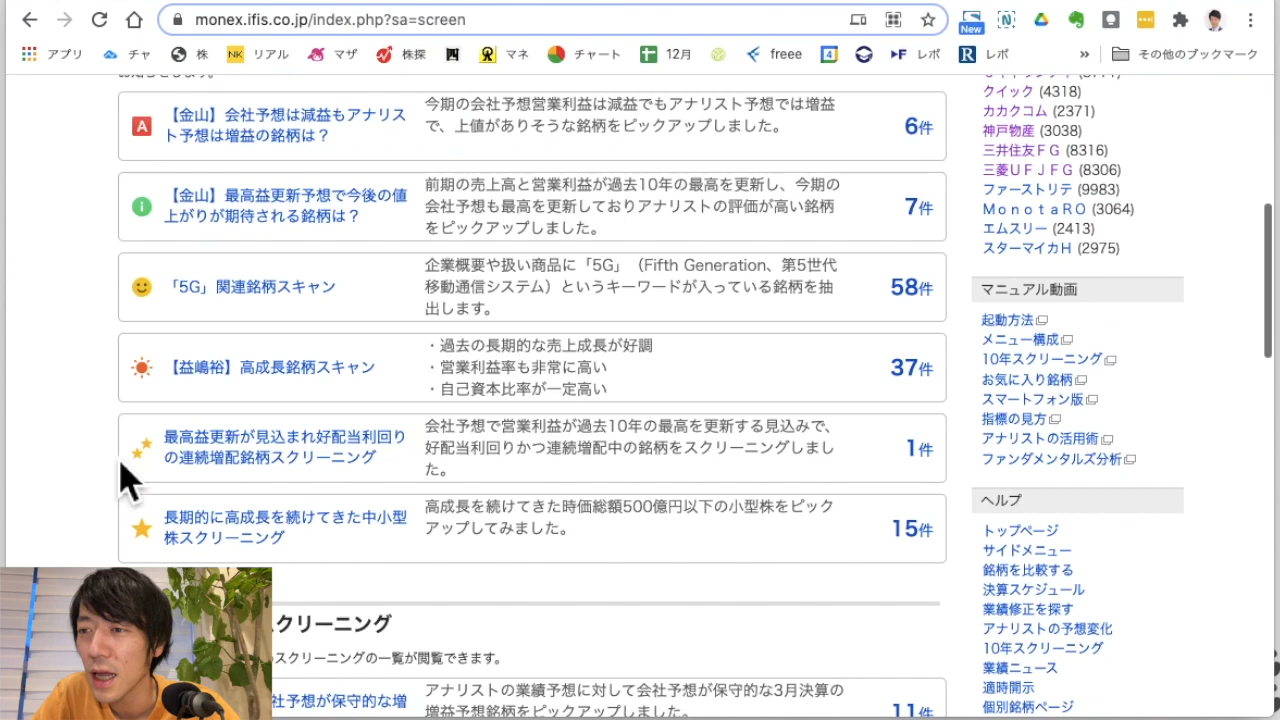 monex.ifis.co.jp/index.php?sa=screen
New
アプリ
チャ
株
NK
リアル
マザ
株探
マネ
チャート
12月
freee
4
F
レポ
R
レポ
»
その他のブックマーク
A
【金山】会社予想は減益もアナリス
ト予想は増益の銘柄は？
今期の会社予想営業利益は減益でもアナリスト予想では増益
で、上値がありそうな銘柄をピックアップしました。
6件
【金山】最高益更新予想で今後の値
上がりが期待される銘柄は？
前期の売上高と営業利益が過去10年の最高を更新し、今期の
会社予想も最高を更新しておりアナリストの評価が高い銘柄
をピックアップしました。
7件
「5G」関連銘柄スキャン
企業概要や扱い商品に「5G」（Fifth Generation、第5世代
移動通信システム）というキーワードが入っている銘柄を抽
出します。
58件
【益嶋裕】高成長銘柄スキャン
・過去の長期的な売上成長が好調
・営業利益率も非常に高い
・自己資本比率が一定高い
37件
最高益更新が見込まれ好配当利回り
の連続増配銘柄スクリーニング
会社予想で営業利益が過去10年の最高を更新する見込みで、
好配当利回りかつ連続増配中の銘柄をスクリーニングしまし
た。
1件
長期的に高成長を続けてきた中小型
株スクリーニング
高成長を続けてきた時価総額500億円以下の小型株をピック
アップしてみました。
15件
クリーニング
スクリーニングの一覧が閲覧できます。
社予想が保守的な増
アナリストの業績予想に対して会社予想が保守的な3月決算の
増益予想銘柄をピックアップしました。
11件
クイック (4318)
カカクコム (2371)
神戸物産 (3038)
三井住友ＦＧ (8316)
三菱ＵＦＪＦＧ (8306)
ファーストリテ (9983)
ＭｏｎｏｔａＲＯ (3064)
エムスリー (2413)
スターマイカＨ (2975)
マニュアル動画
起動方法
メニュー構成
10年スクリーニング
お気に入り銘柄
スマートフォン版
指標の見方
アナリストの活用術
ファンダメンタルズ分析
ヘルプ
トップページ
サイドメニュー
銘柄を比較する
決算スケジュール
業績修正を探す
アナリストの予想変化
10年スクリーニング
業績ニュース
適時開示
個別銘柄ページ